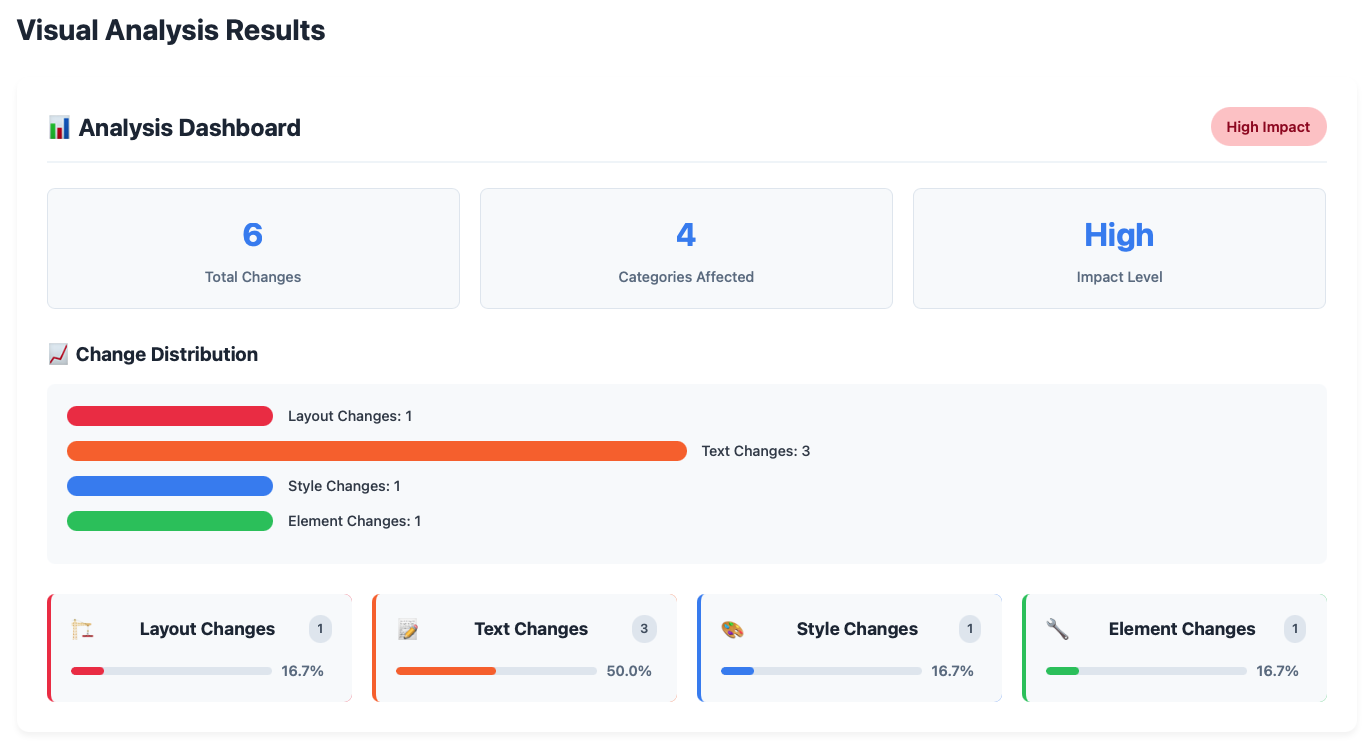 Visual Analysis Results
Analysis Dashboard
High Impact
6
Total Changes
4
Categories Affected
High
Impact Level
Change Distribution
Layout Changes: 1
Text Changes: 3
Style Changes: 1
Element Changes: 1
Layout Changes 1
16.7%
Text Changes 3
50.0%
Style Changes 1
16.7%
Element Changes 1
16.7%